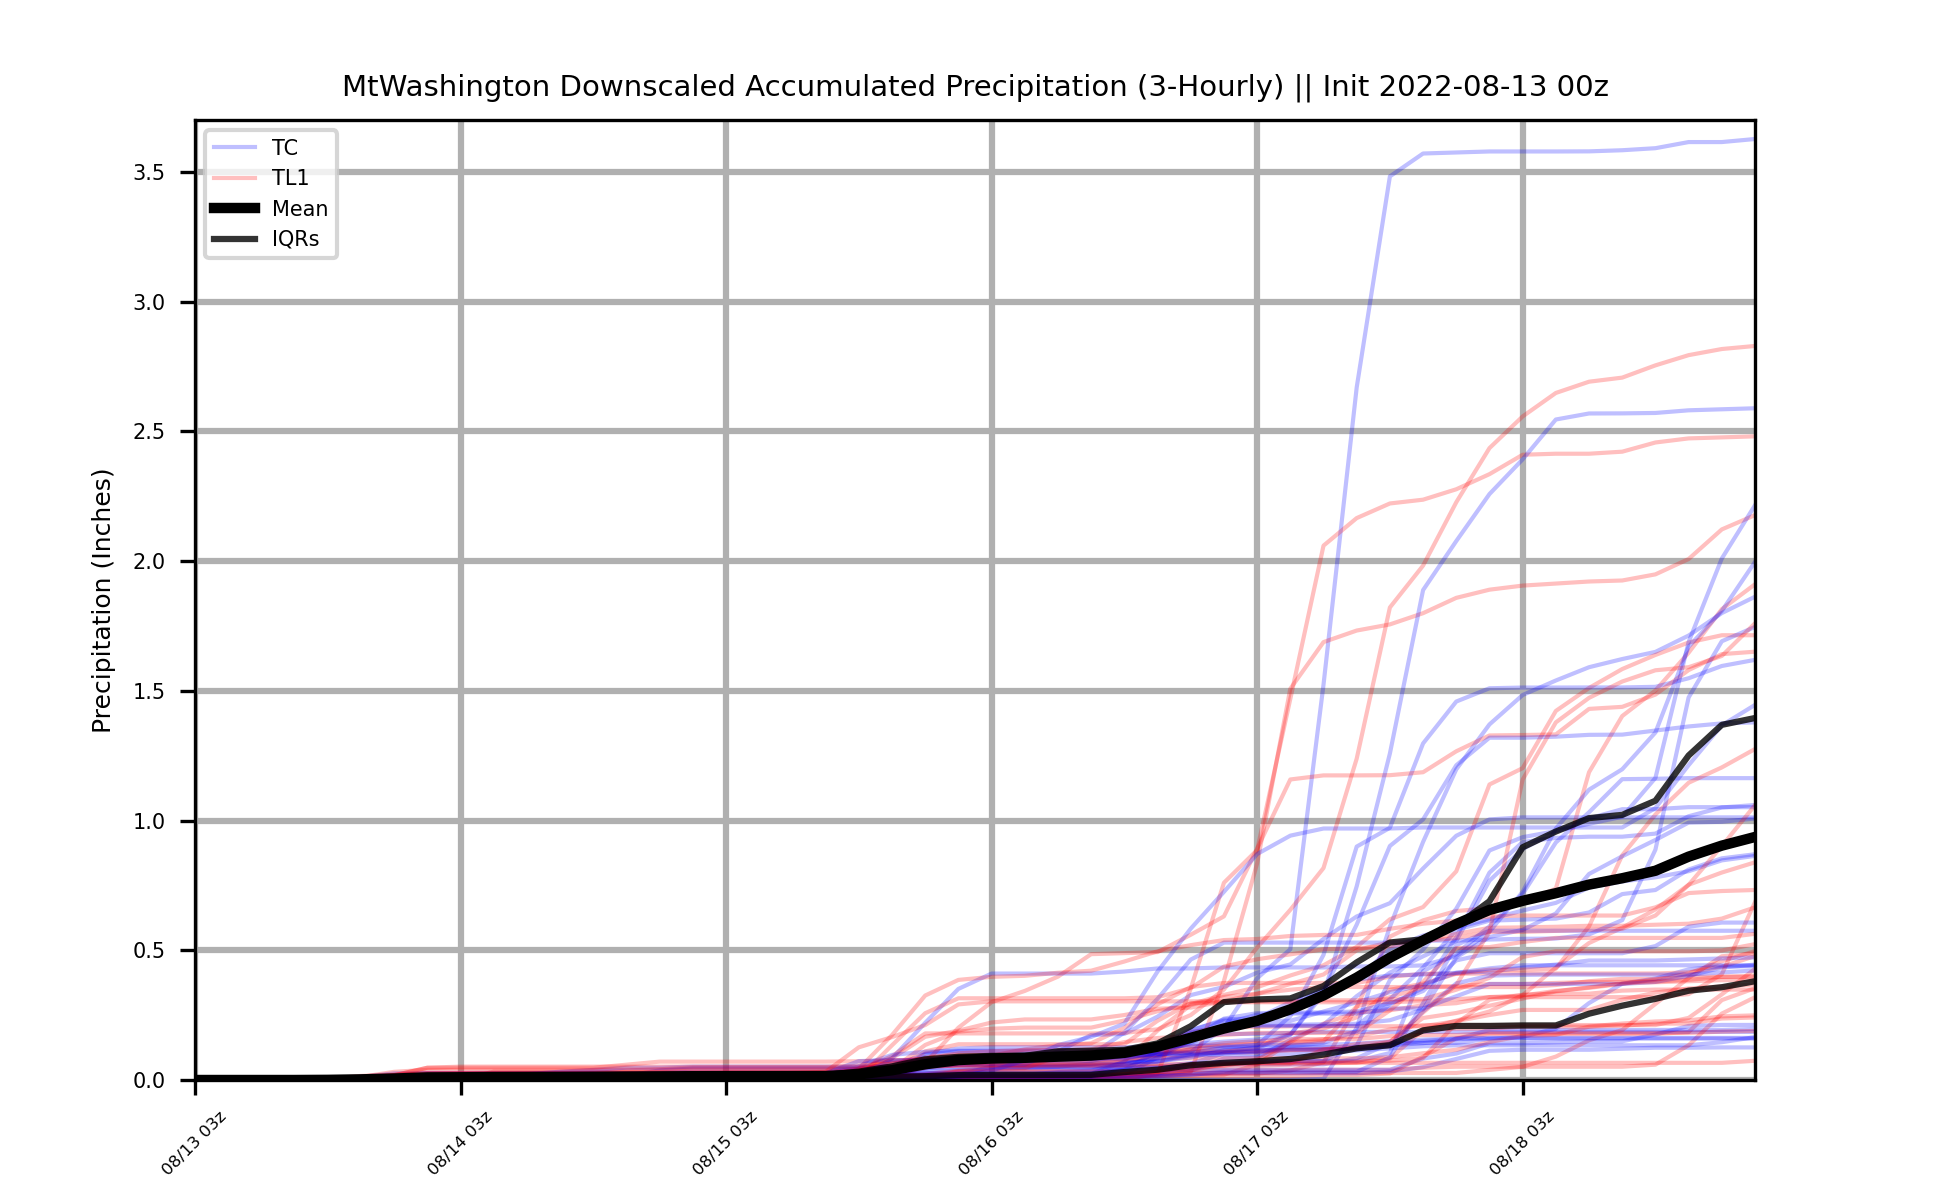 MtWashington Downscaled Accumulated Precipitation (3-Hourly) || Init 2022-08-13 00z
TC
TL1
Mean
IQRs
Precipitation (Inches)
3.5
3.0
2.5
2.0
1.5
1.0
0.5
0.0
08/13 03z
08/14 03z
08/15 03z
08/16 03z
08/17 03z
08/18 03z